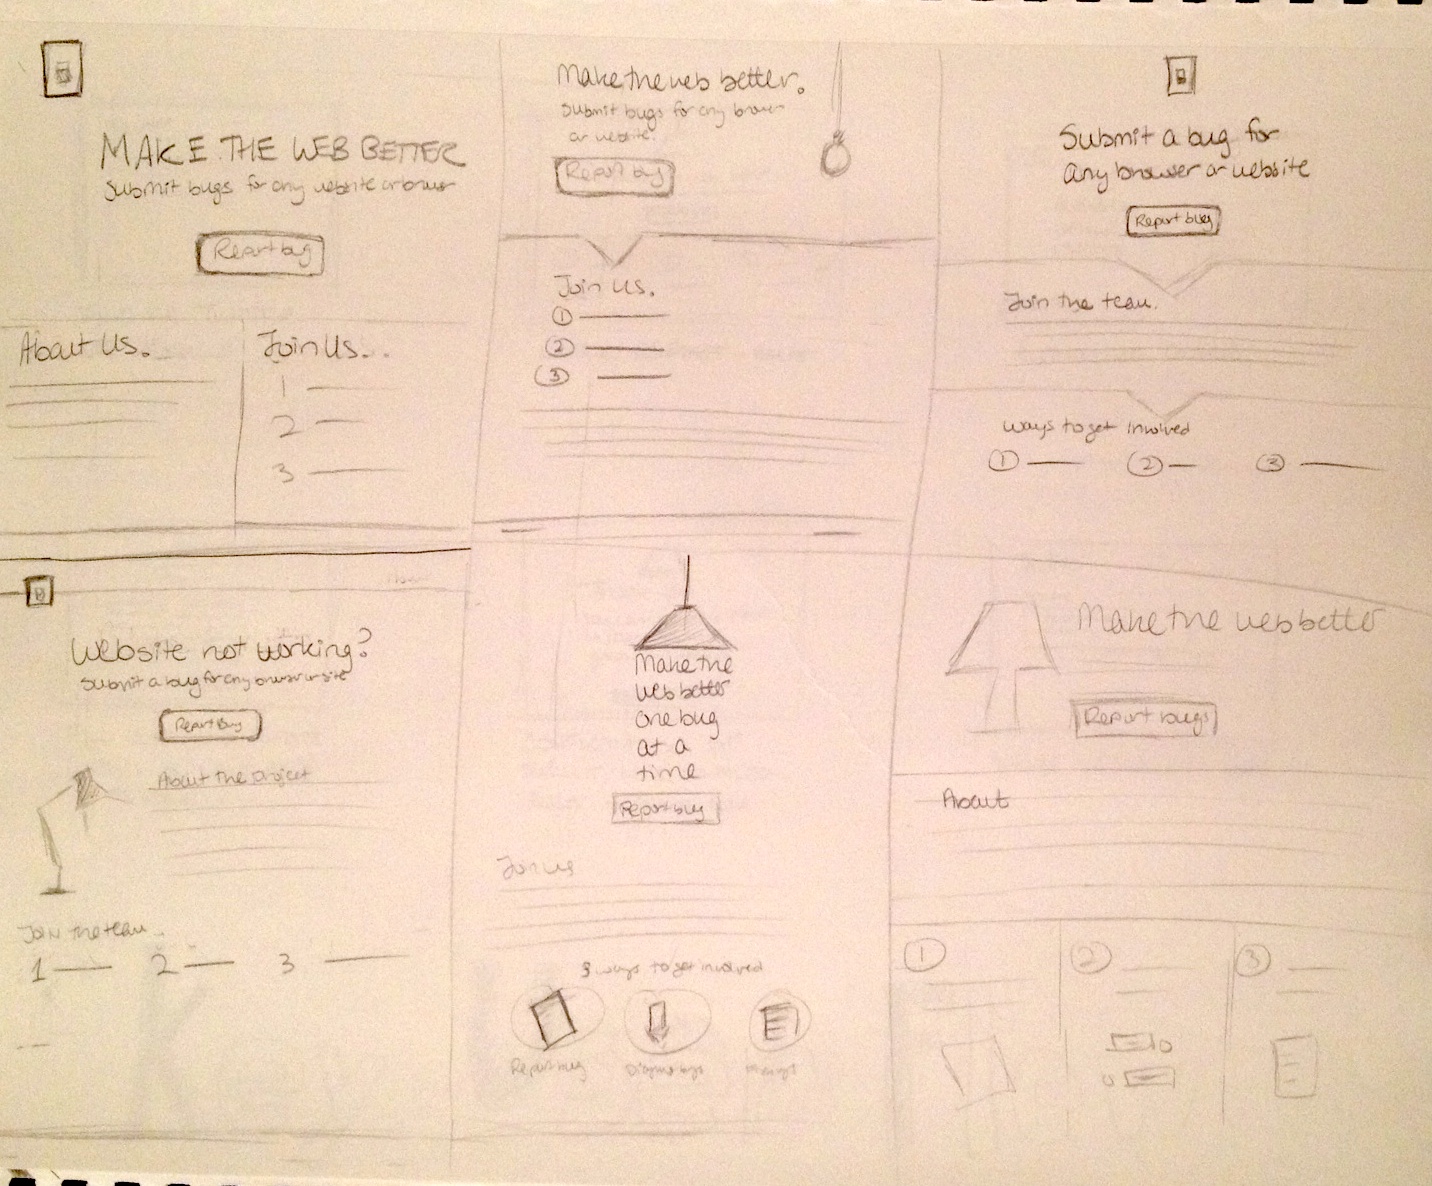 MAKE THE WEB BETTER
Submit bugs for any website or browser
Report bug
About Us.
Join Us..
1
2
3
Make the web better.
Submit bugs for any browser
or website.
Report bug
Join us.
1
2
3
Submit a bug for
any browser or website
Report bug
Join the team.
Ways to get involved
1
2
3
Website not working?
Submit a bug for any browser or site
Report Bug
About the project
Join the team..
1
2
3
Make the
web better
one bug
at a
time
Report bug
Join us
3 ways to get involved
Report bug
Make the web better
Report bugs
About
1
2
3